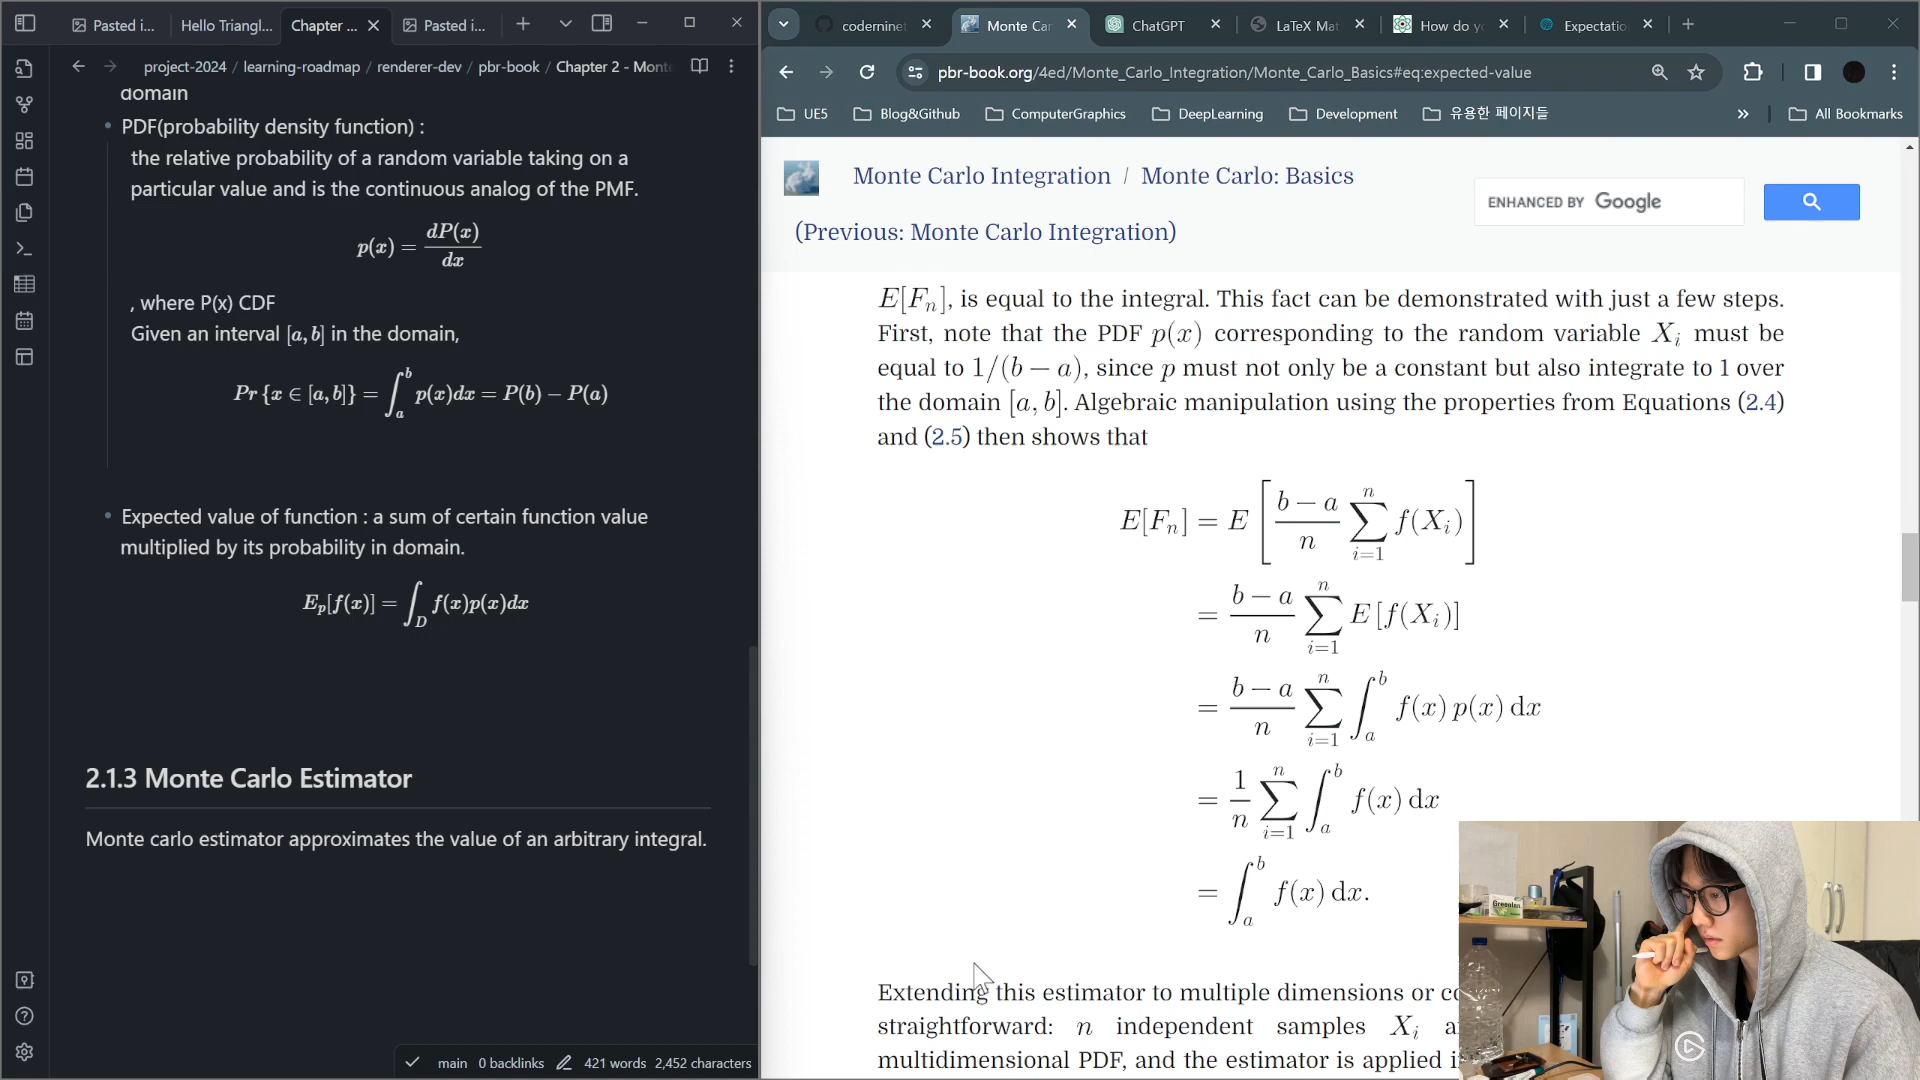 Pasted i...
Hello Triangl...
Chapter ...
Pasted i...
project-2024 / learning-roadmap / renderer-dev / pbr-book / Chapter 2 - Monte
domain
PDF(probability density function) :
the relative probability of a random variable taking on a
particular value and is the continuous analog of the PMF.
p(x) = dP(x)/dx
, where P(x) CDF
Given an interval [a, b] in the domain,
Pr {x ∈ [a, b]} = ∫_a^b p(x)dx = P(b) − P(a)
Expected value of function : a sum of certain function value
multiplied by its probability in domain.
E_p[f(x)] = ∫_D f(x)p(x)dx
2.1.3 Monte Carlo Estimator
Monte carlo estimator approximates the value of an arbitrary integral.
main 0 backlinks 421 words 2,452 characters
coderninet
Monte Car
ChatGPT
LaTeX Mat
How do yo
Expectatio
pbr-book.org/4ed/Monte_Carlo_Integration/Monte_Carlo_Basics#eq:expected-value
UE5 Blog&Github ComputerGraphics DeepLearning Development 유용한 페이지들 » All Bookmarks
Monte Carlo Integration / Monte Carlo: Basics
ENHANCED BY Google
(Previous: Monte Carlo Integration)
E[F_n], is equal to the integral. This fact can be demonstrated with just a few steps.
First, note that the PDF p(x) corresponding to the random variable X_i must be
equal to 1/(b − a), since p must not only be a constant but also integrate to 1 over
the domain [a, b]. Algebraic manipulation using the properties from Equations (2.4)
and (2.5) then shows that
E[F_n] = E [ (b − a)/n ∑_{i=1}^n f(X_i) ]
= (b − a)/n ∑_{i=1}^n E [f(X_i)]
= (b − a)/n ∑_{i=1}^n ∫_a^b f(x) p(x) dx
= 1/n ∑_{i=1}^n ∫_a^b f(x) dx
= ∫_a^b f(x) dx.
Extending this estimator to multiple dimensions or co
straightforward: n independent samples X_i a
multidimensional PDF, and the estimator is applied i